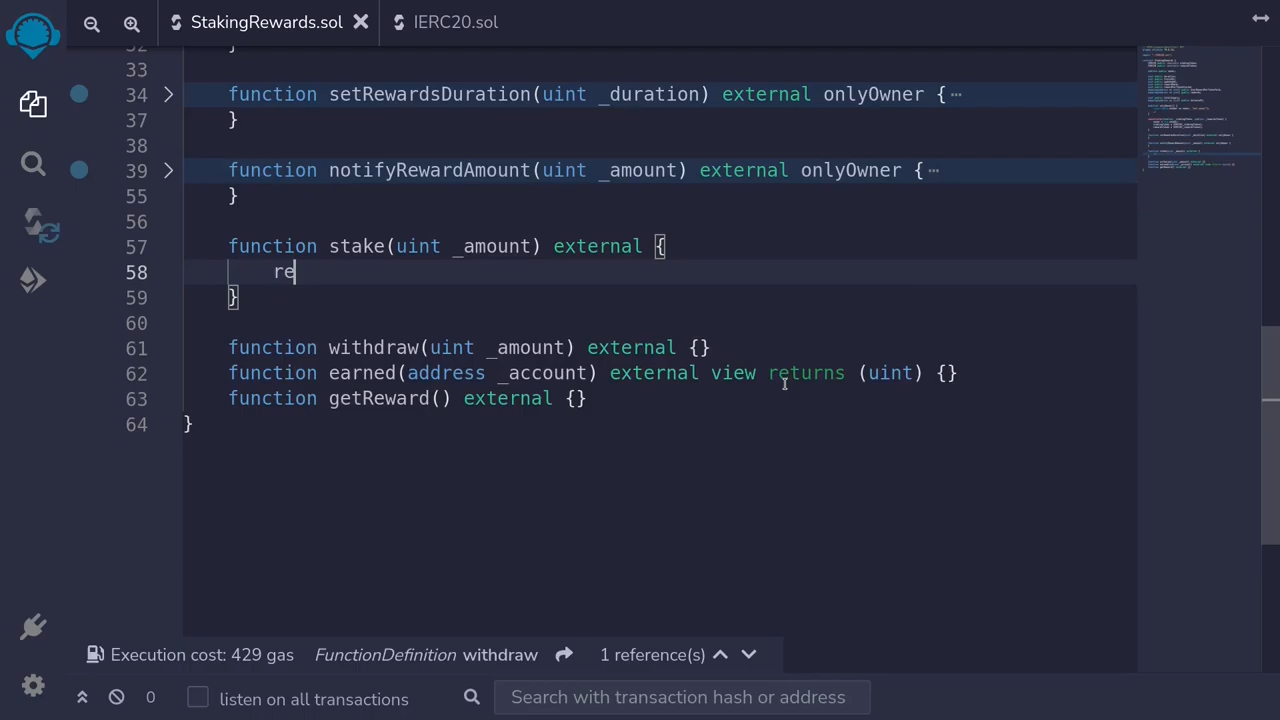 StakingRewards.sol
IERC20.sol
32 }
33
34 function setRewardsDuration(uint _duration) external onlyOwner {···
37 }
38
39 function notifyRewardAmount(uint _amount) external onlyOwner {···
55 }
56
57 function stake(uint _amount) external {
58 re
59 }
60
61 function withdraw(uint _amount) external {}
62 function earned(address _account) external view returns (uint) {}
63 function getReward() external {}
64 }
Execution cost: 429 gas FunctionDefinition withdraw 1 reference(s)
0 listen on all transactions Search with transaction hash or address